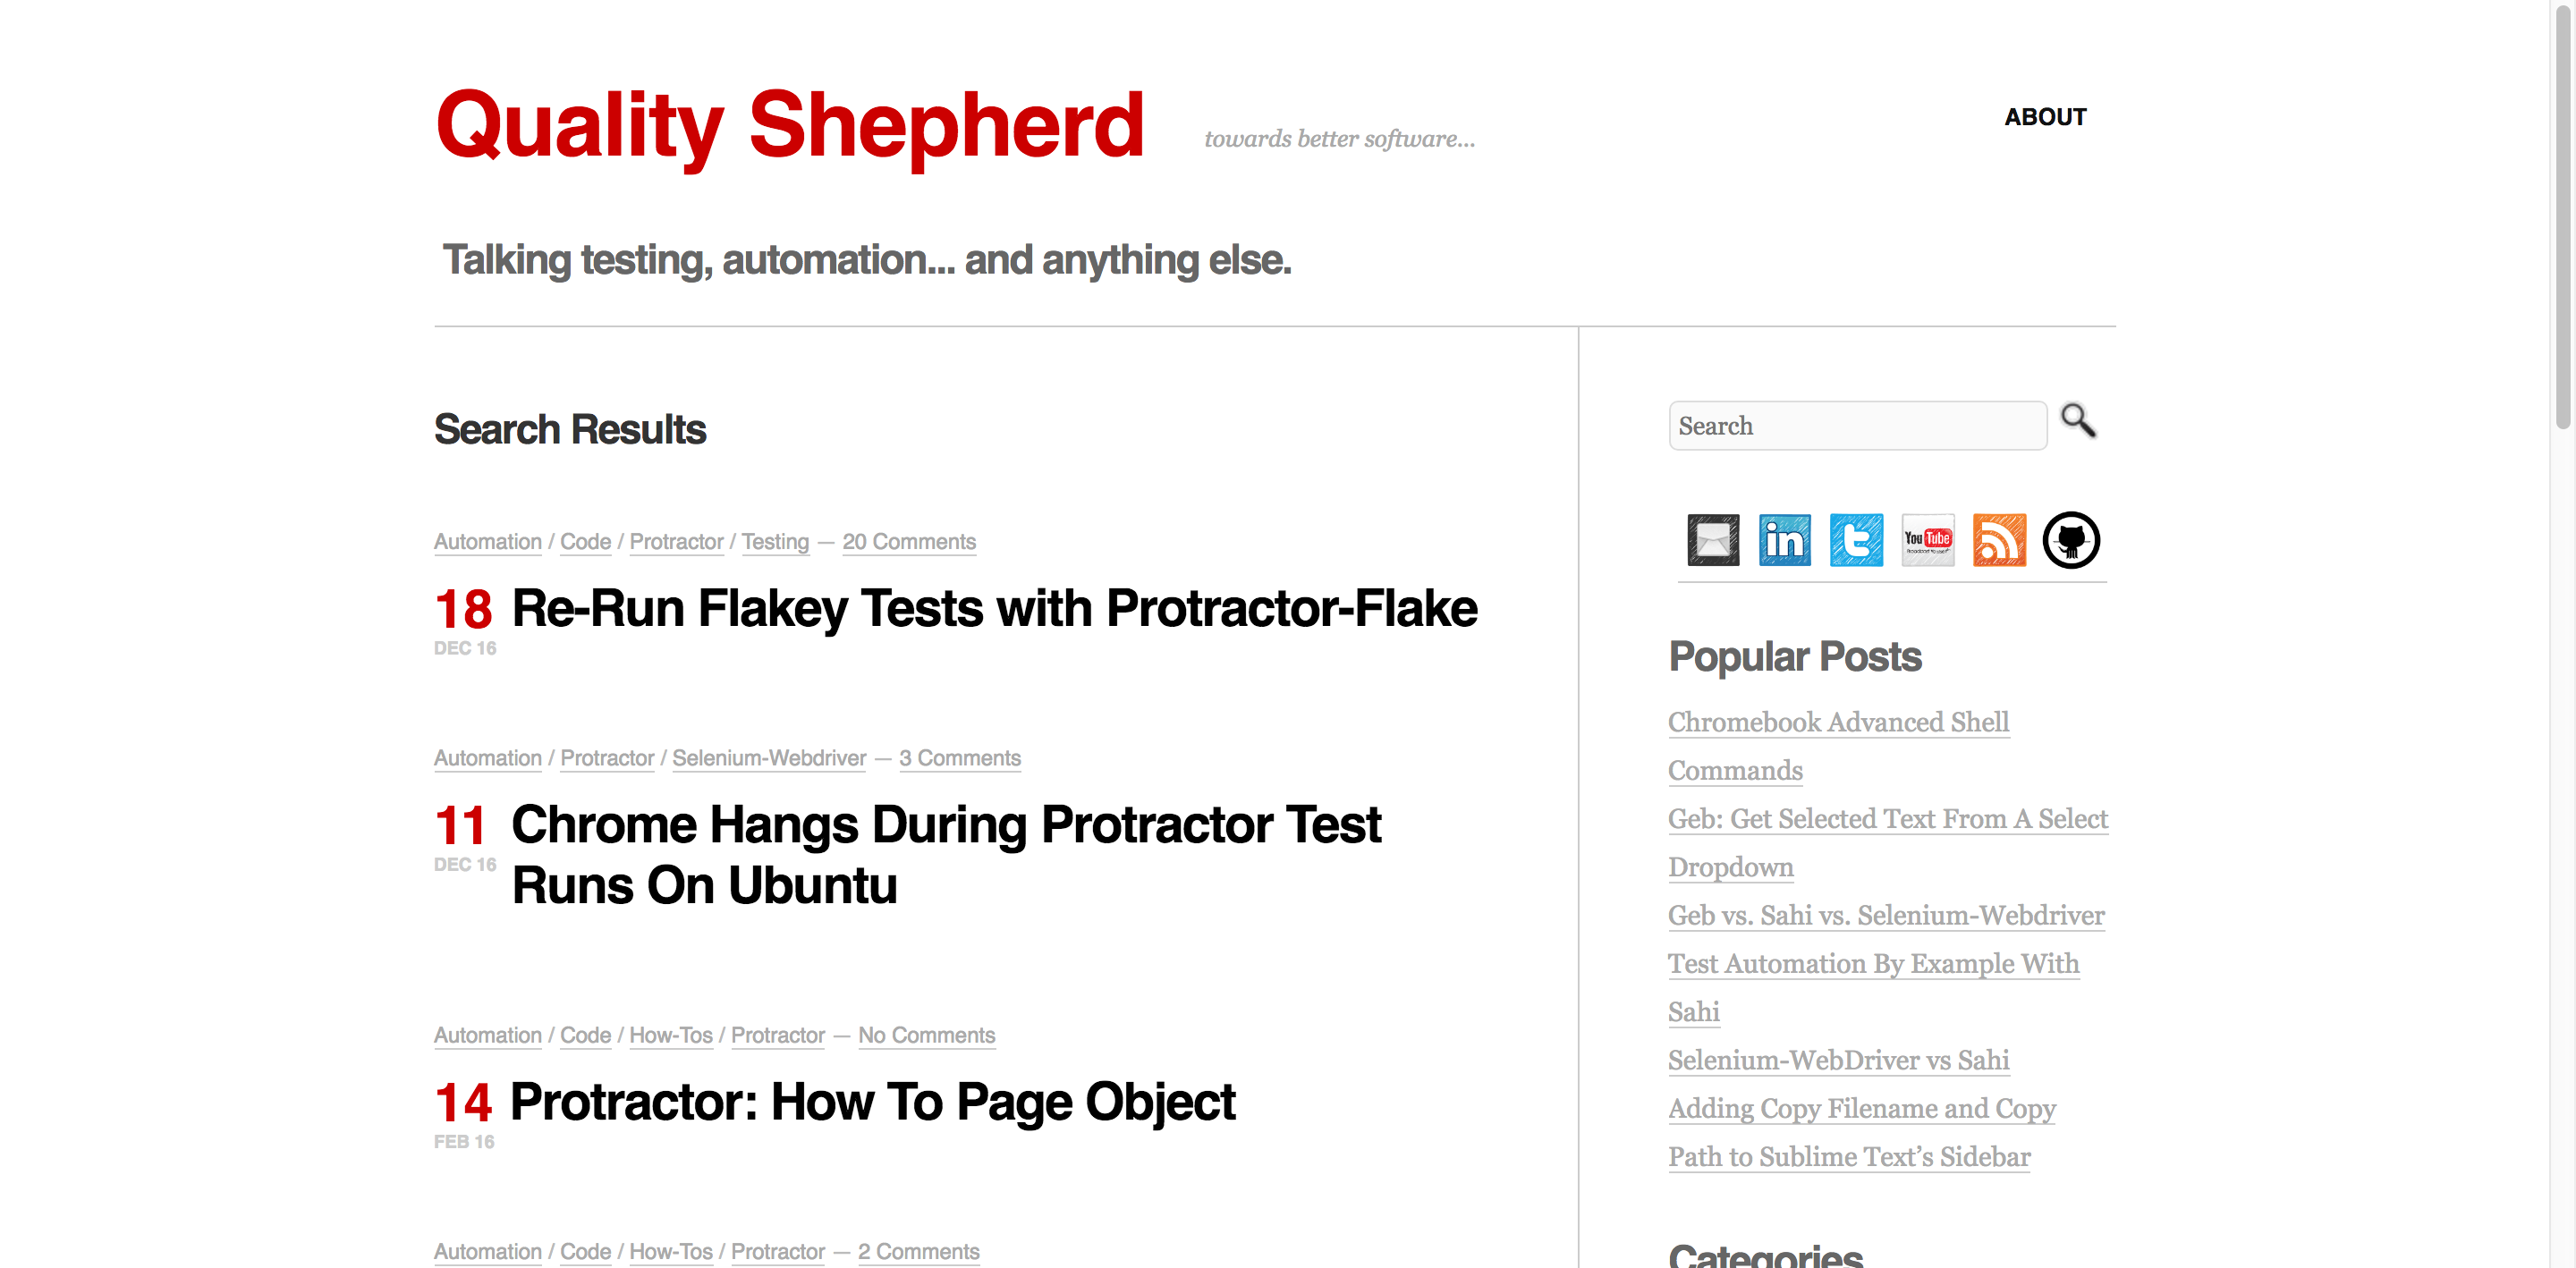 Quality Shepherd
towards better software...
ABOUT
Talking testing, automation... and anything else.
Search Results
Automation / Code / Protractor / Testing — 20 Comments
18 Re-Run Flakey Tests with Protractor-Flake
DEC 16
Automation / Protractor / Selenium-Webdriver — 3 Comments
11 Chrome Hangs During Protractor Test
DEC 16
Runs On Ubuntu
Automation / Code / How-Tos / Protractor — No Comments
14 Protractor: How To Page Object
FEB 16
Automation / Code / How-Tos / Protractor — 2 Comments
Search
in
t
You Tube
Popular Posts
Chromebook Advanced Shell
Commands
Geb: Get Selected Text From A Select
Dropdown
Geb vs. Sahi vs. Selenium-Webdriver
Test Automation By Example With
Sahi
Selenium-WebDriver vs Sahi
Adding Copy Filename and Copy
Path to Sublime Text’s Sidebar
Categories